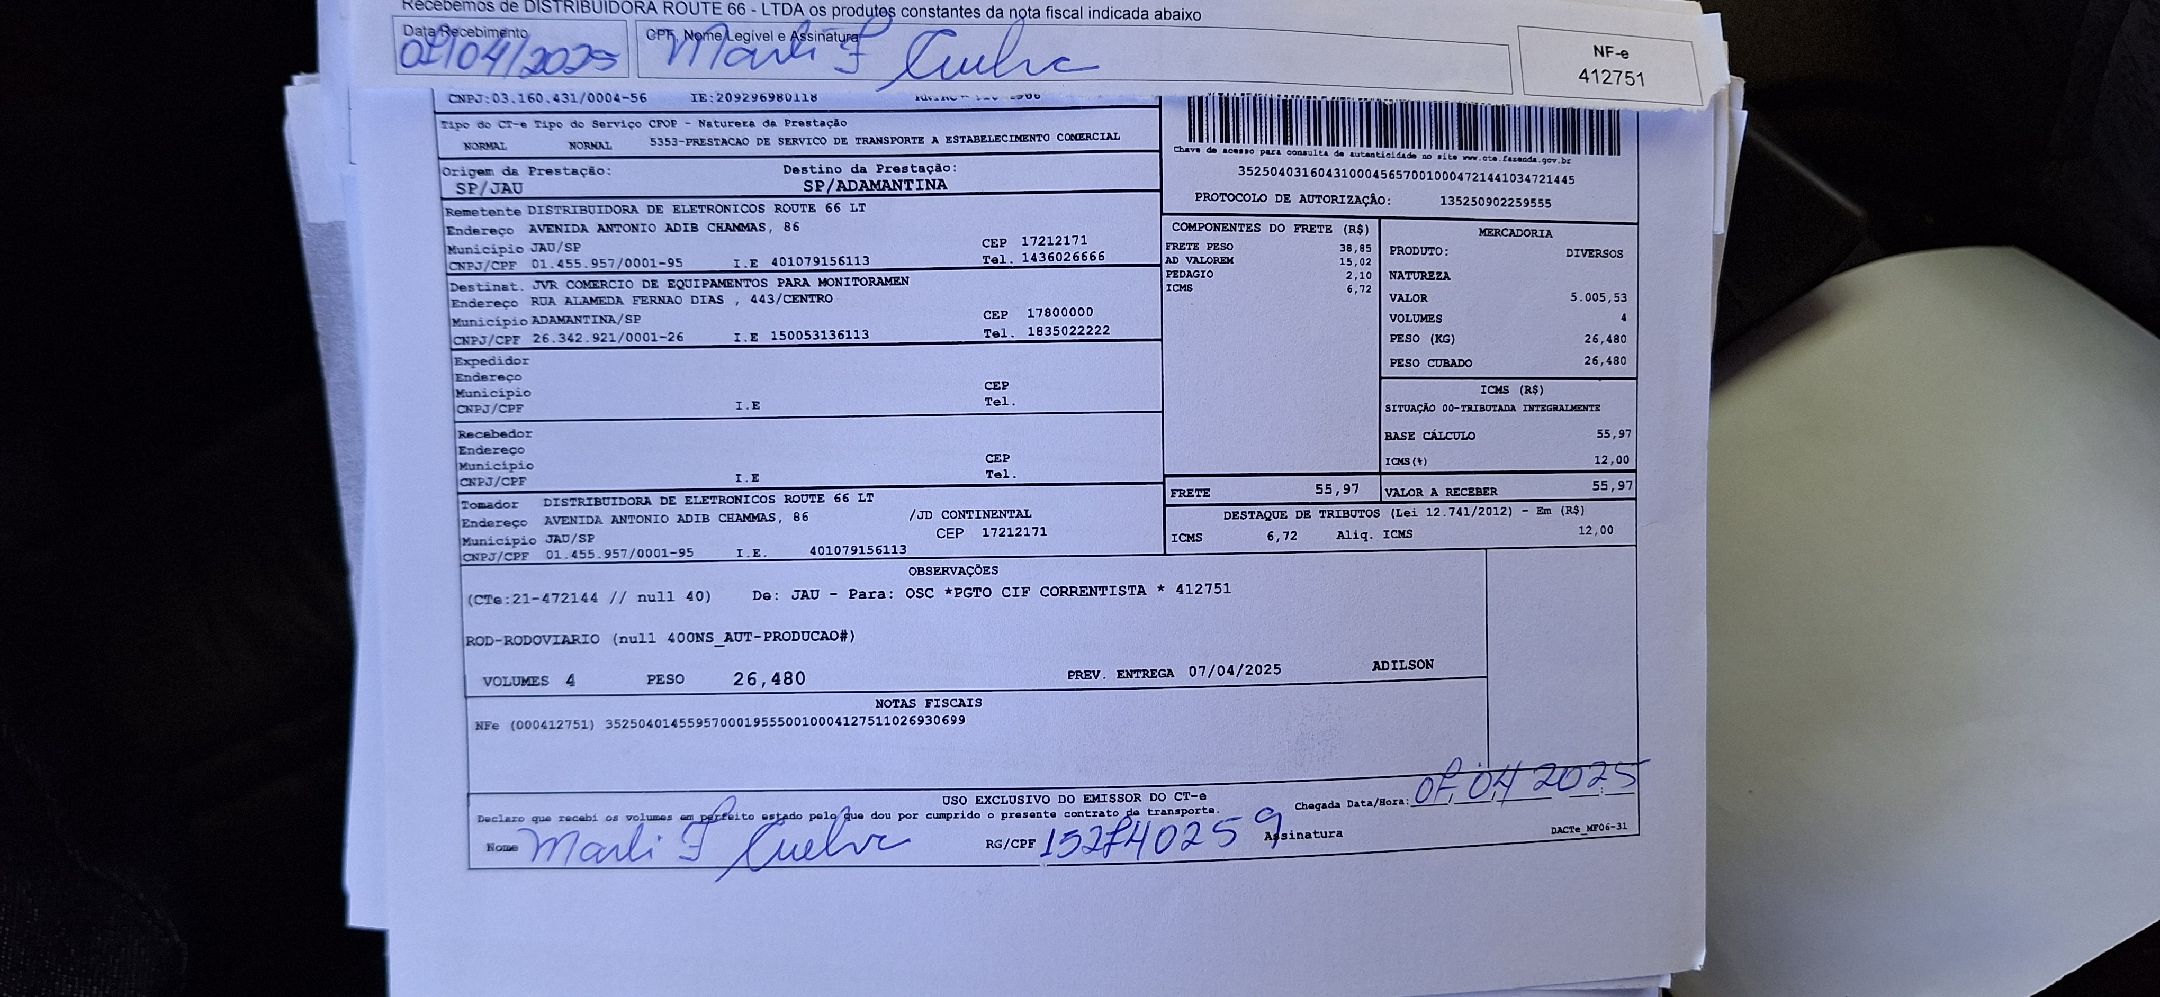 Recebemos de DISTRIBUIDORA ROUTE 66 - LTDA os produtos constantes da nota fiscal indicada abaixo
Data Recebimento
04/2025
CPF, Nome Legivel e Assinatura
Marli F Cuelva
NF-e
412751
CNPJ:03.160.431/0004-56 IE:209296980118
Tipo do CT-e Tipo do Serviço CFOP - Natureza da Prestação
NORMAL NORMAL 5353-PRESTACAO DE SERVICO DE TRANSPORTE A ESTABELECIMENTO COMERCIAL
Origem da Prestação: Destino da Prestação:
SP/JAU SP/ADAMANTINA
Chave de acesso para consulta de autenticidade no site www.cte.fazenda.gov.br
35250403160431000456570010004721441034721445
PROTOCOLO DE AUTORIZAÇÃO: 135250902259555
Remetente DISTRIBUIDORA DE ELETRONICOS ROUTE 66 LT
Endereço AVENIDA ANTONIO ADIB CHAMMAS, 86
Município JAU/SP CEP 17212171
CNPJ/CPF 01.455.957/0001-95 I.E 401079156113 Tel. 1436026666
Destinat. JVR COMERCIO DE EQUIPAMENTOS PARA MONITORAMEN
Endereço RUA ALAMEDA FERNAO DIAS , 443/CENTRO
Município ADAMANTINA/SP CEP 17800000
CNPJ/CPF 26.342.921/0001-26 I.E 150053136113 Tel. 1835022222
Expedidor
Endereço
Município CEP
CNPJ/CPF I.E Tel.
Recebedor
Endereço
Município CEP
CNPJ/CPF I.E Tel.
Tomador DISTRIBUIDORA DE ELETRONICOS ROUTE 66 LT
Endereço AVENIDA ANTONIO ADIB CHAMMAS, 86 /JD CONTINENTAL
Município JAU/SP CEP 17212171
CNPJ/CPF 01.455.957/0001-95 I.E. 401079156113
COMPONENTES DO FRETE (R$)
FRETE PESO 38,85
AD VALOREM 15,02
PEDAGIO 2,10
ICMS 6,72
MERCADORIA
PRODUTO: DIVERSOS
NATUREZA
VALOR 5.005,53
VOLUMES 4
PESO (KG) 26,480
PESO CUBADO 26,480
ICMS (R$)
SITUAÇÃO 00-TRIBUTADA INTEGRALMENTE
BASE CÁLCULO 55,97
ICMS(%) 12,00
FRETE 55,97 VALOR A RECEBER 55,97
DESTAQUE DE TRIBUTOS (Lei 12.741/2012) - Em (R$)
ICMS 6,72 Aliq. ICMS 12,00
OBSERVAÇÕES
(CTe:21-472144 // null 40) De: JAU - Para: OSC *PGTO CIF CORRENTISTA * 412751
ROD-RODOVIARIO (null 400NS_AUT-PRODUCAO#)
VOLUMES 4 PESO 26,480 PREV. ENTREGA 07/04/2025 ADILSON
NOTAS FISCAIS
NFe (000412751) 35250401455957000195550010004127511026930699
USO EXCLUSIVO DO EMISSOR DO CT-e
Declaro que recebi os volumes em perfeito estado pelo que dou por cumprido o presente contrato de transporte.
Chegada Data/Hora: 04 2025
Nome Marli F Cuelva RG/CPF Assinatura
DACTe_MF06-31